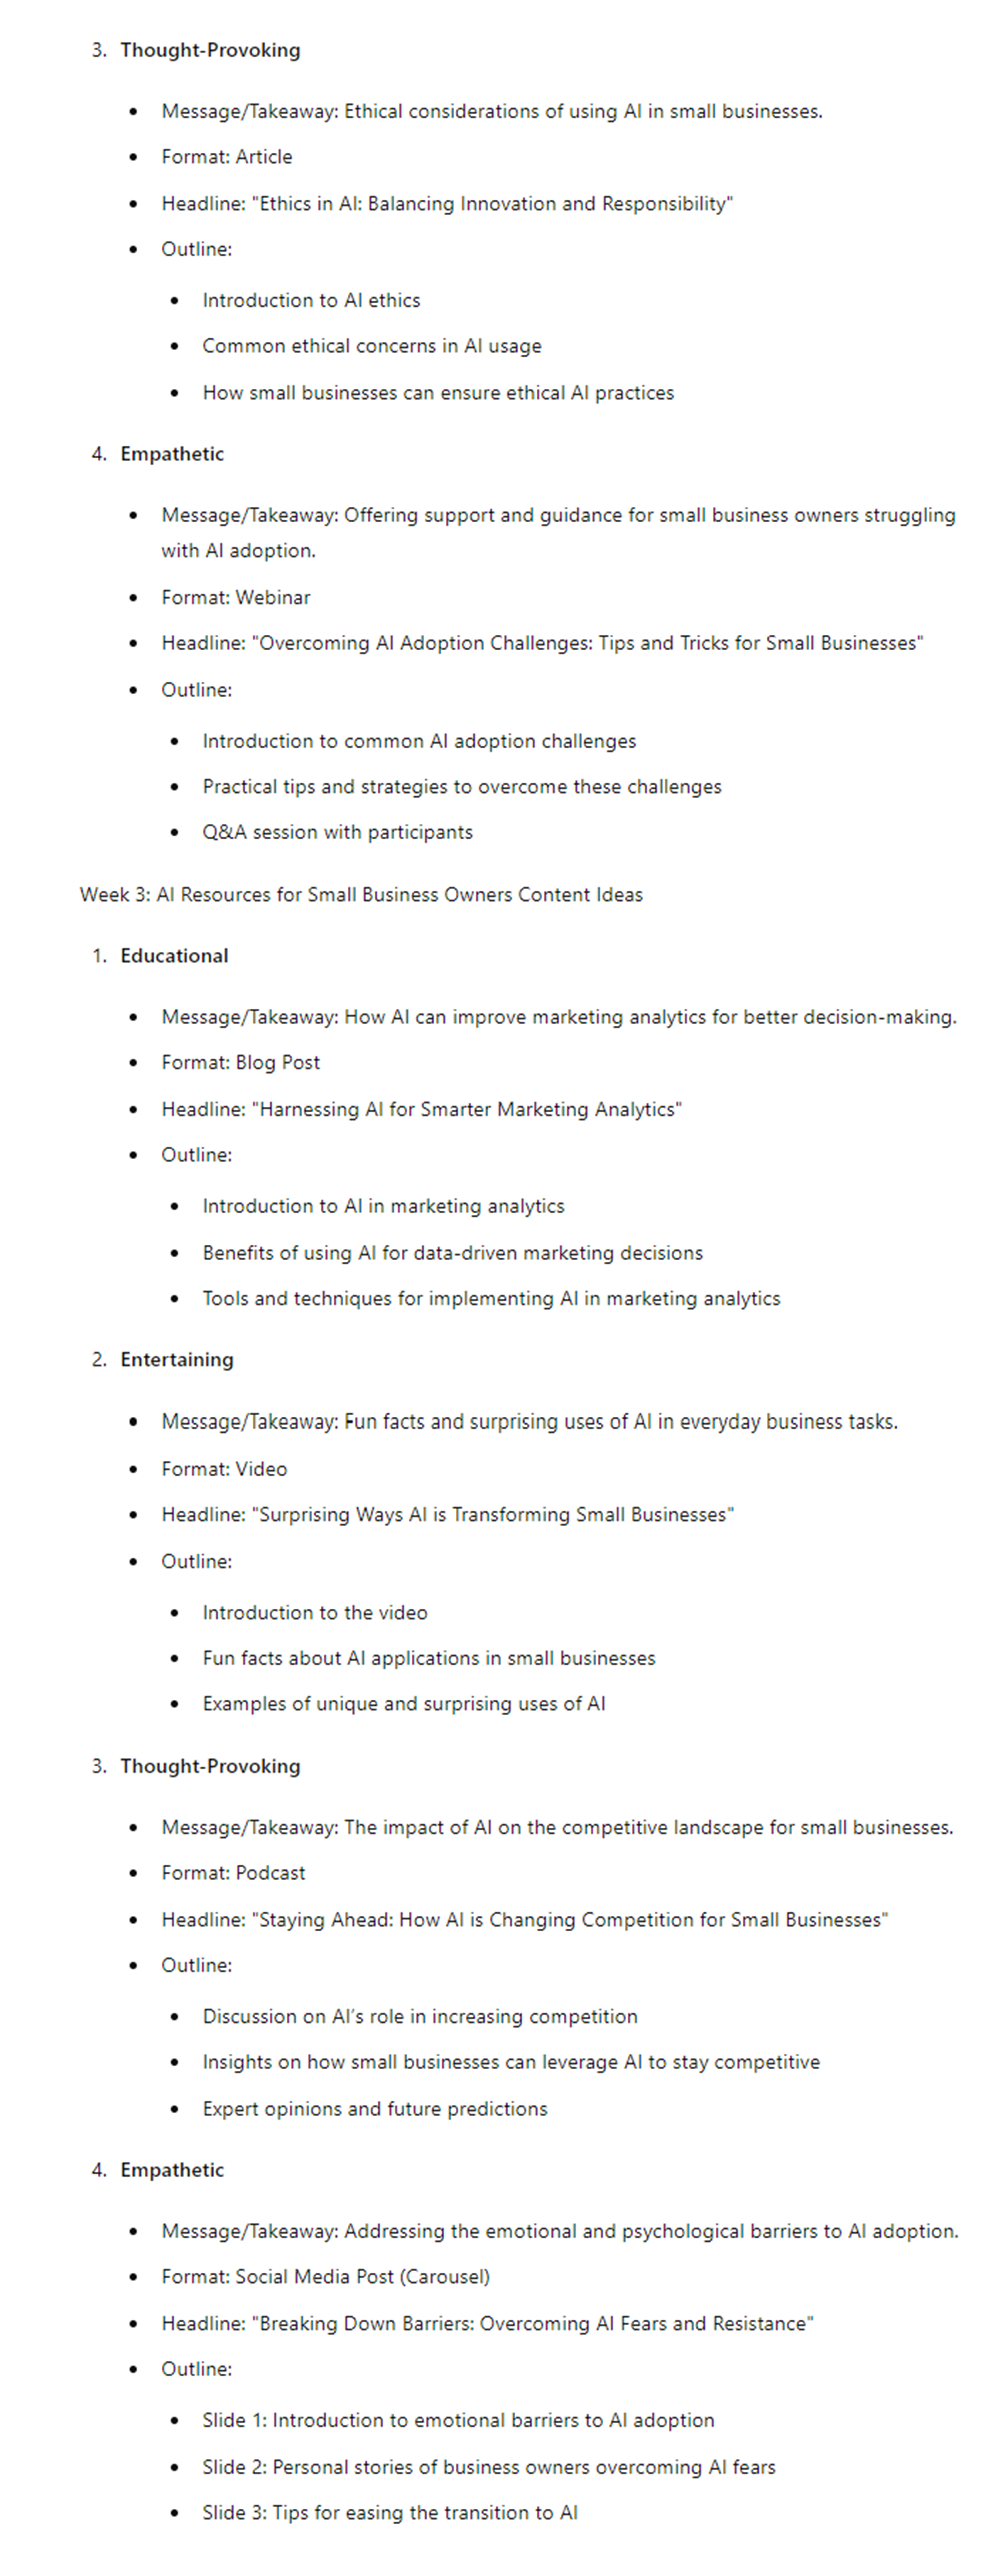 3. Thought-Provoking
• Message/Takeaway: Ethical considerations of using AI in small businesses.
• Format: Article
• Headline: "Ethics in AI: Balancing Innovation and Responsibility"
• Outline:
• Introduction to AI ethics
• Common ethical concerns in AI usage
• How small businesses can ensure ethical AI practices
4. Empathetic
• Message/Takeaway: Offering support and guidance for small business owners struggling
with AI adoption.
• Format: Webinar
• Headline: "Overcoming AI Adoption Challenges: Tips and Tricks for Small Businesses"
• Outline:
• Introduction to common AI adoption challenges
• Practical tips and strategies to overcome these challenges
• Q&A session with participants
Week 3: AI Resources for Small Business Owners Content Ideas
1. Educational
• Message/Takeaway: How AI can improve marketing analytics for better decision-making.
• Format: Blog Post
• Headline: "Harnessing AI for Smarter Marketing Analytics"
• Outline:
• Introduction to AI in marketing analytics
• Benefits of using AI for data-driven marketing decisions
• Tools and techniques for implementing AI in marketing analytics
2. Entertaining
• Message/Takeaway: Fun facts and surprising uses of AI in everyday business tasks.
• Format: Video
• Headline: "Surprising Ways AI is Transforming Small Businesses"
• Outline:
• Introduction to the video
• Fun facts about AI applications in small businesses
• Examples of unique and surprising uses of AI
3. Thought-Provoking
• Message/Takeaway: The impact of AI on the competitive landscape for small businesses.
• Format: Podcast
• Headline: "Staying Ahead: How AI is Changing Competition for Small Businesses"
• Outline:
• Discussion on AI's role in increasing competition
• Insights on how small businesses can leverage AI to stay competitive
• Expert opinions and future predictions
4. Empathetic
• Message/Takeaway: Addressing the emotional and psychological barriers to AI adoption.
• Format: Social Media Post (Carousel)
• Headline: "Breaking Down Barriers: Overcoming AI Fears and Resistance"
• Outline:
• Slide 1: Introduction to emotional barriers to AI adoption
• Slide 2: Personal stories of business owners overcoming AI fears
• Slide 3: Tips for easing the transition to AI